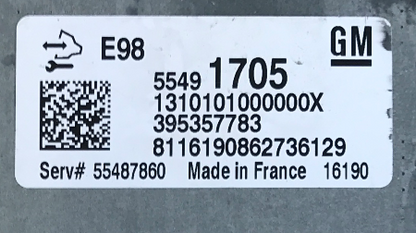 E98
GM
5549 1705
1310101000000X
395357783
8116190862736129
Serv# 55487860 Made in France 16190